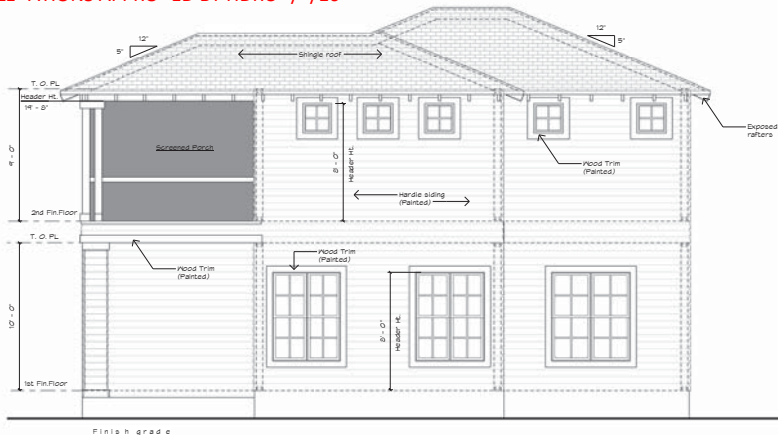 12"
5"
12"
5"
Shingle roof
T. O. PL
Header Ht.
19' - 8"
Exposed
rafters
Screened Porch
9' - 0"
8'- 0"
Header Ht.
Wood Trim
(Painted)
Hardie siding
(Painted)
2nd Fin.Floor
T. O. PL
Wood Trim
(Painted)
Wood Trim
(Painted)
10' - 0"
8' - 0"
Header Ht.
1st Fin.Floor
Finish grade